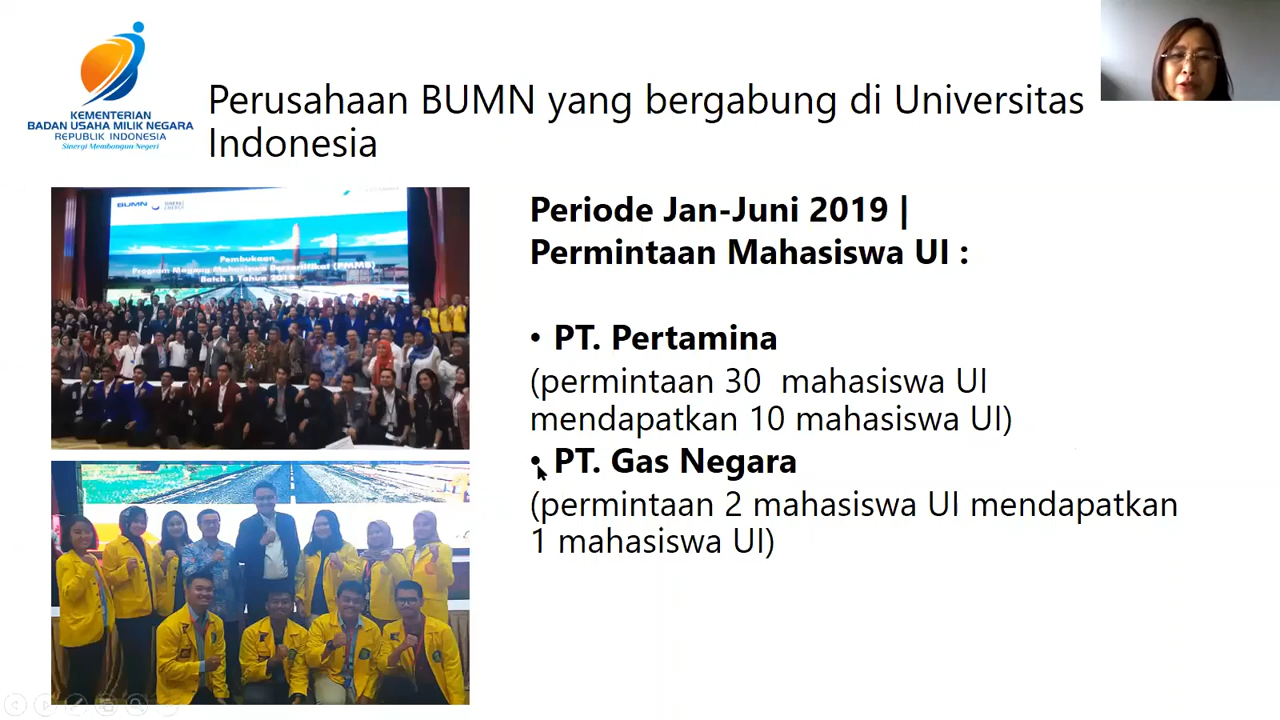 KEMENTERIAN
BADAN USAHA MILIK NEGARA
REPUBLIK INDONESIA
Sinergi Membangun Negeri
Perusahaan BUMN yang bergabung di Universitas
Indonesia
BUMN
Pembukaan
Program Magang Mahasiswa Bersertifikat (PMMB)
Batch 1 Tahun 2019
Periode Jan-Juni 2019 |
Permintaan Mahasiswa UI :
• PT. Pertamina
(permintaan 30 mahasiswa UI
mendapatkan 10 mahasiswa UI)
• PT. Gas Negara
(permintaan 2 mahasiswa UI mendapatkan
1 mahasiswa UI)